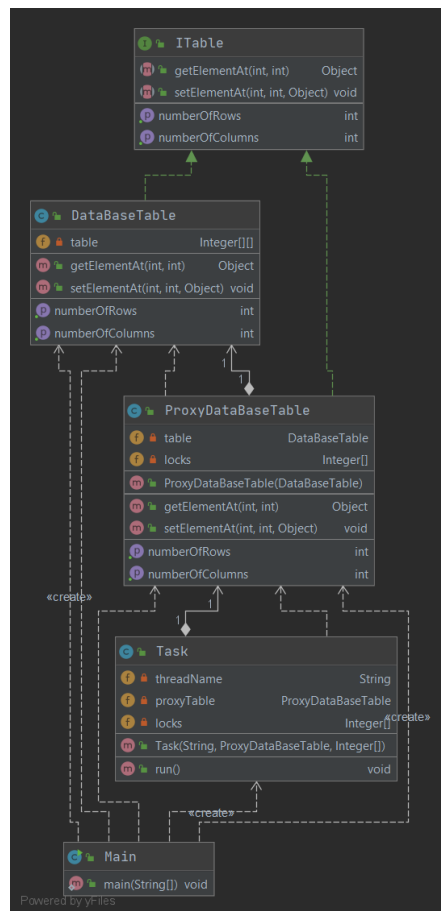 ITable
getElementAt(int, int) Object
setElementAt(int, int, Object) void
numberOfRows int
numberOfColumns int
DataBaseTable
table Integer[][]
getElementAt(int, int) Object
setElementAt(int, int, Object) void
numberOfRows int
numberOfColumns int
1
1
ProxyDataBaseTable
table DataBaseTable
locks Integer[]
ProxyDataBaseTable(DataBaseTable)
getElementAt(int, int) Object
setElementAt(int, int, Object) void
numberOfRows int
numberOfColumns int
«create»
1
1
Task
threadName String
proxyTable ProxyDataBaseTable
locks Integer[]
«create»
Task(String, ProxyDataBaseTable, Integer[])
run() void
«create»
Main
main(String[]) void
Powered by yFiles